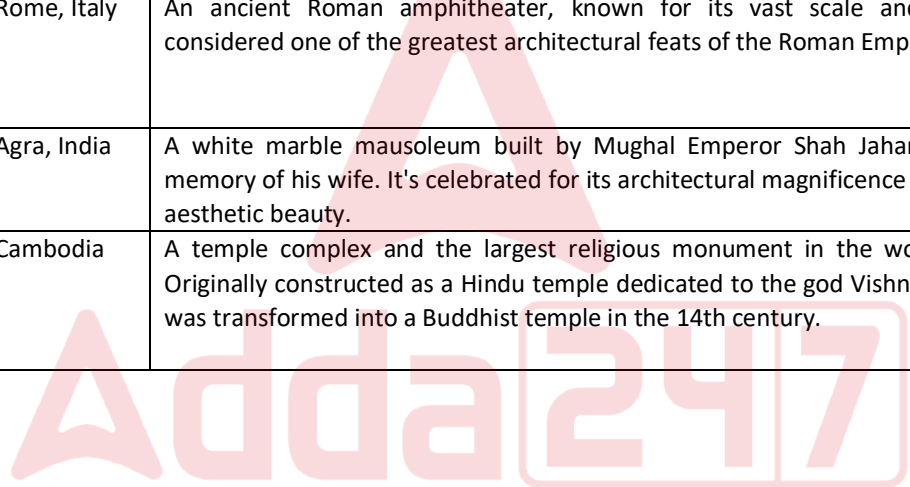 Rome, Italy
An ancient Roman amphitheater, known for its vast scale and
considered one of the greatest architectural feats of the Roman Emp
Agra, India
A white marble mausoleum built by Mughal Emperor Shah Jahan
memory of his wife. It's celebrated for its architectural magnificence
aesthetic beauty.
Cambodia
A temple complex and the largest religious monument in the wo
Originally constructed as a Hindu temple dedicated to the god Vishn
was transformed into a Buddhist temple in the 14th century.
Adda247